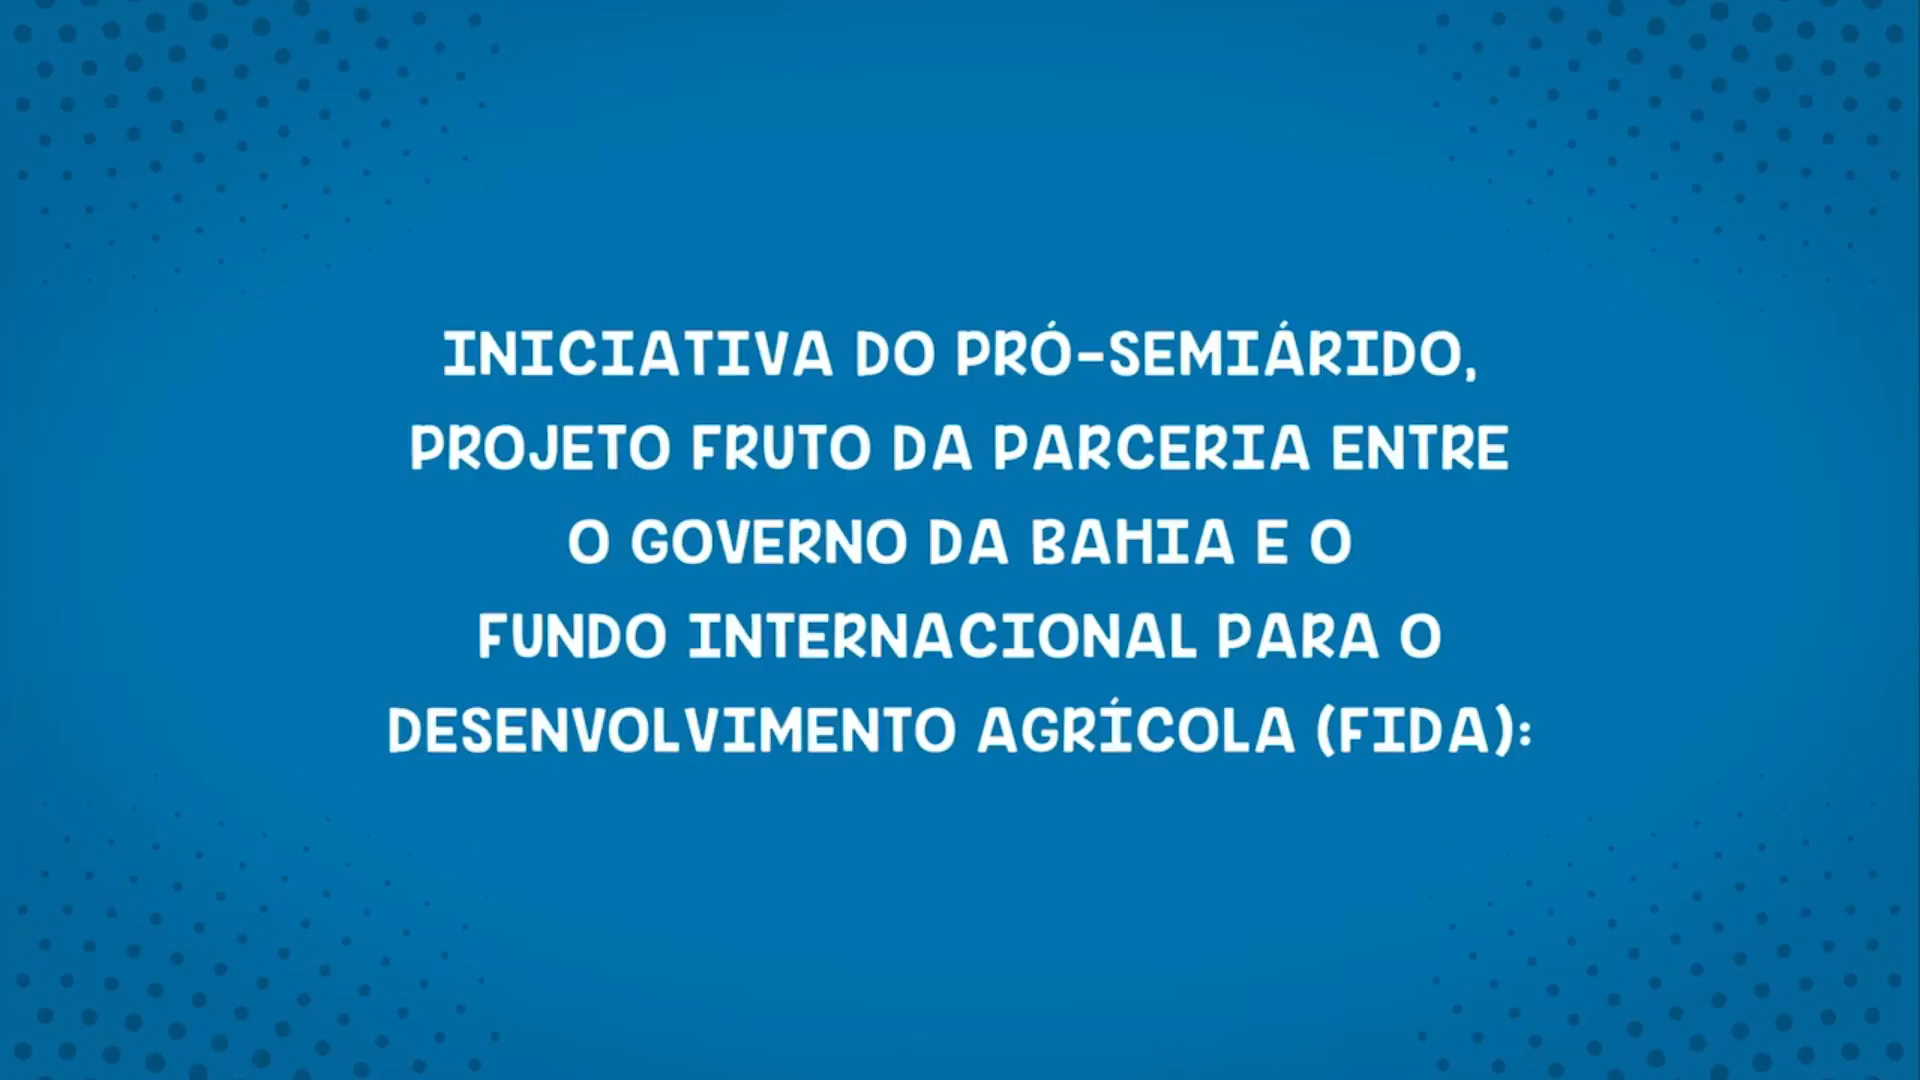 INICIATIVA DO PRÓ-SEMIÁRIDO,
PROJETO FRUTO DA PARCERIA ENTRE
O GOVERNO DA BAHIA E O
FUNDO INTERNACIONAL PARA O
DESENVOLVIMENTO AGRÍCOLA (FIDA):